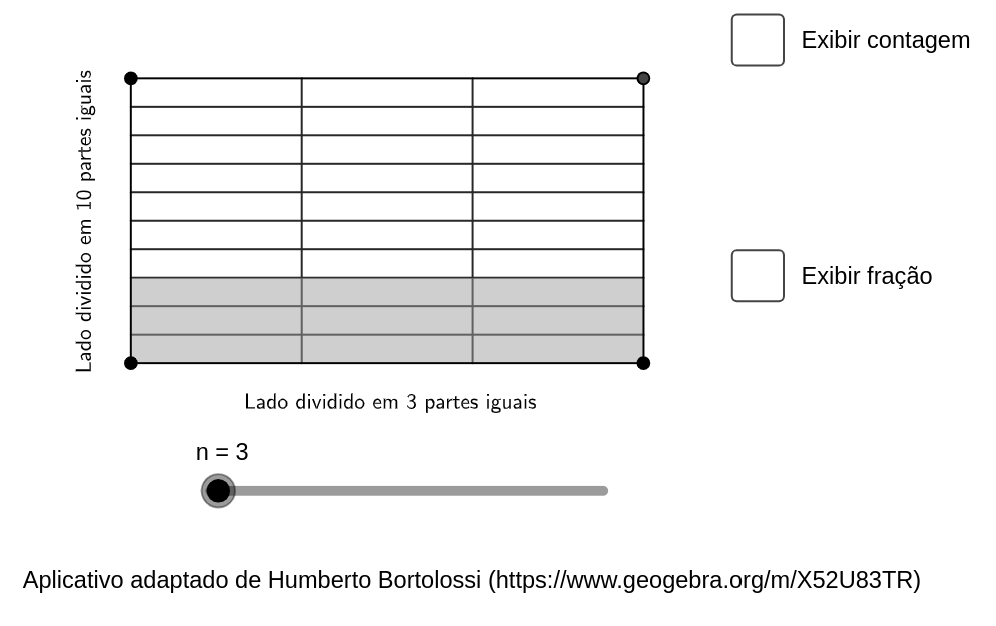 Exibir contagem
Lado dividido em 10 partes iguais
Exibir fração
Lado dividido em 3 partes iguais
n = 3
Aplicativo adaptado de Humberto Bortolossi (https://www.geogebra.org/m/X52U83TR)